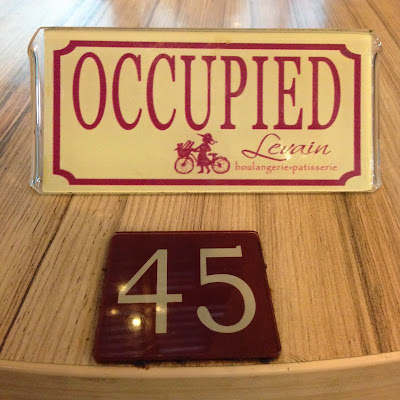 OCCUPIED
Levain
boulangerie•patisserie
45